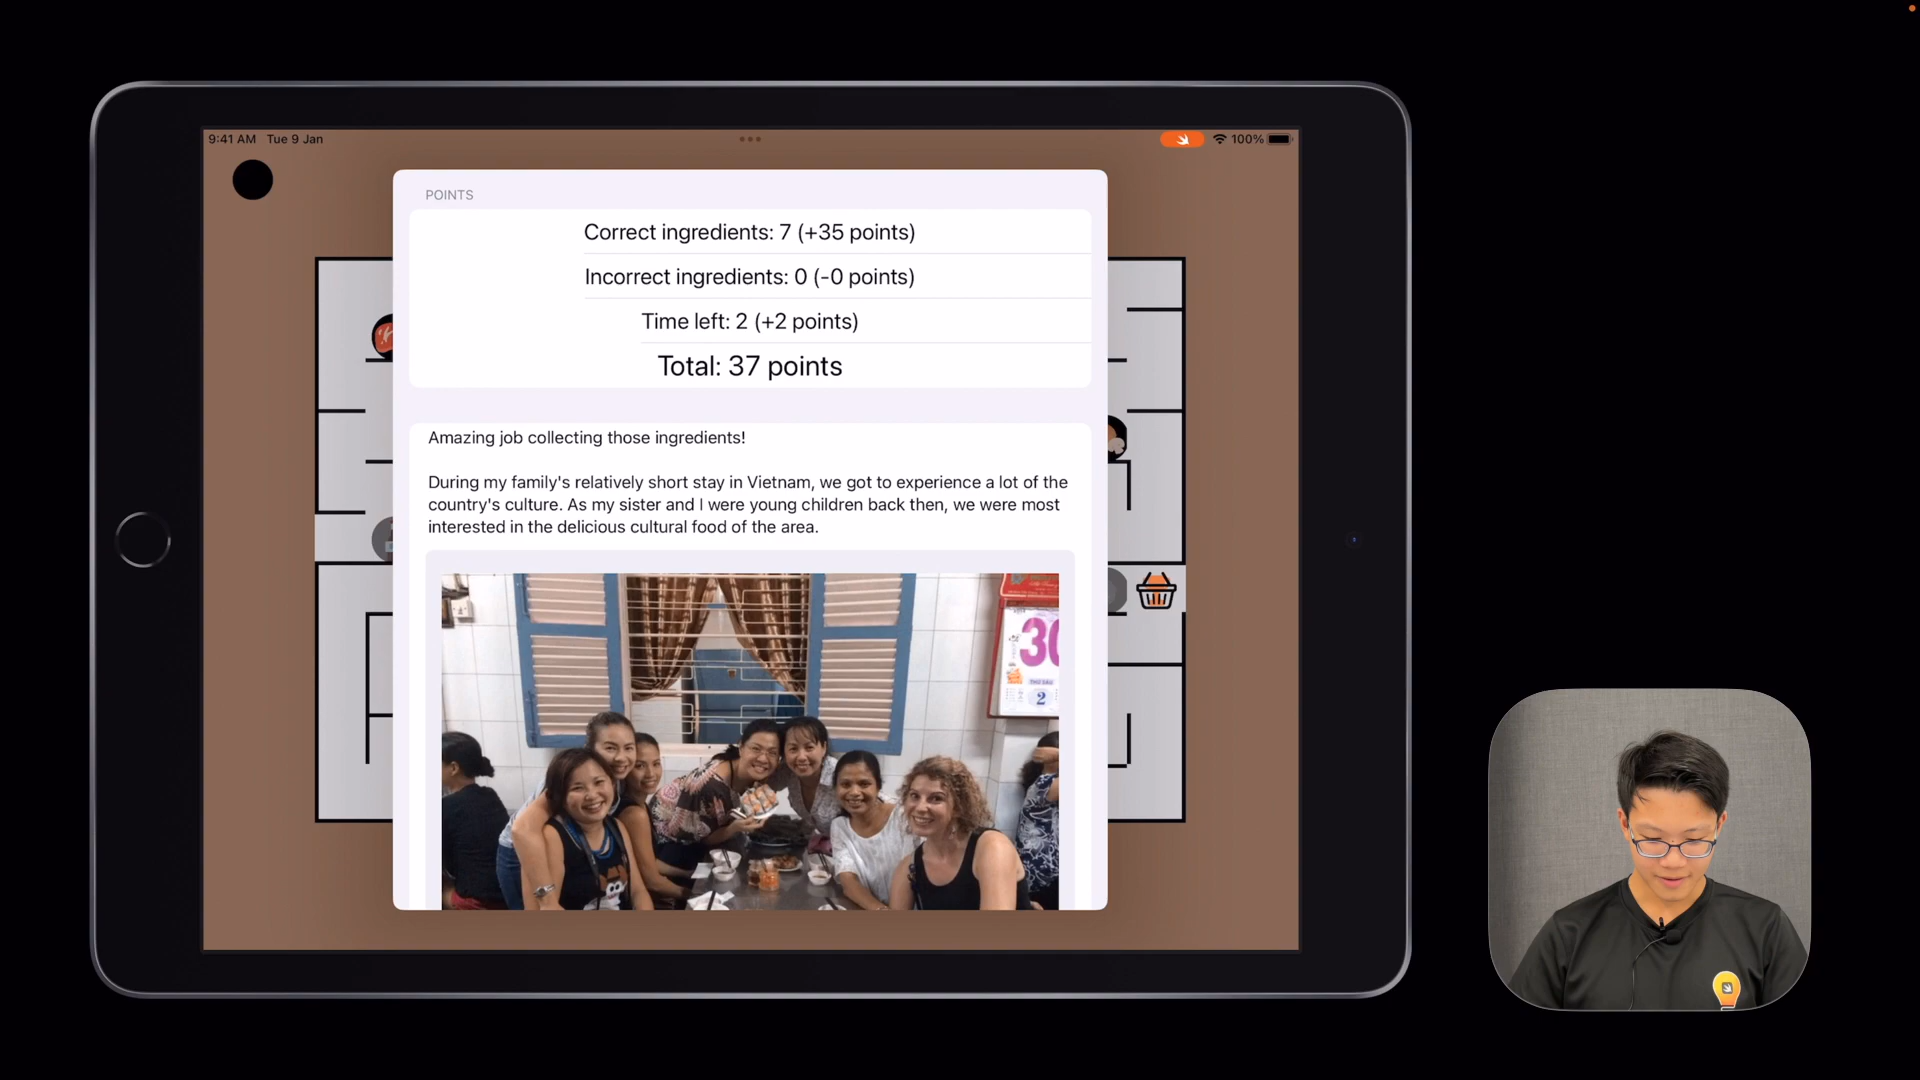 9:41 AM Tue 9 Jan
100%
POINTS
Correct ingredients: 7 (+35 points)
Incorrect ingredients: 0 (-0 points)
Time left: 2 (+2 points)
Total: 37 points
Amazing job collecting those ingredients!
During my family's relatively short stay in Vietnam, we got to experience a lot of the
country's culture. As my sister and I were young children back then, we were most
interested in the delicious cultural food of the area.
30
2